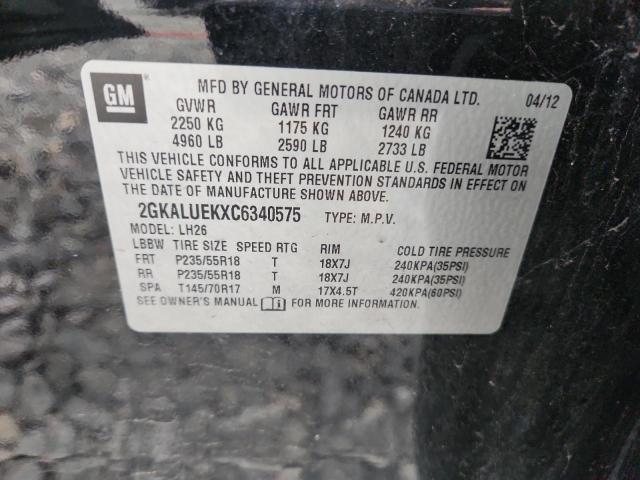 GM
MFD BY GENERAL MOTORS OF CANADA LTD. 04/12
GVWR GAWR FRT GAWR RR
2250 KG 1175 KG 1240 KG
4960 LB 2590 LB 2733 LB
THIS VEHICLE CONFORMS TO ALL APPLICABLE U.S. FEDERAL MOTOR
VEHICLE SAFETY AND THEFT PREVENTION STANDARDS IN EFFECT ON
THE DATE OF MANUFACTURE SHOWN ABOVE.
2GKALUEKXC6340575 TYPE: M.P.V.
MODEL: LH26
LBBW TIRE SIZE SPEED RTG RIM COLD TIRE PRESSURE
FRT P235/55R18 T 18X7J 240KPA(35PSI)
RR P235/55R18 T 18X7J 240KPA(35PSI)
SPA T145/70R17 M 17X4.5T 420KPA(60PSI)
SEE OWNER'S MANUAL FOR MORE INFORMATION.